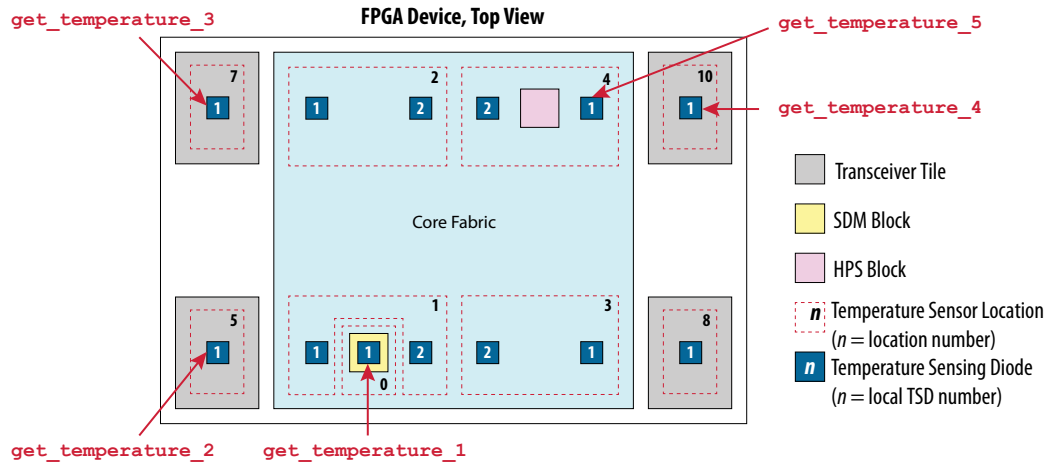 FPGA Device, Top View
get_temperature_3
get_temperature_5
7
2
4
10
1
1
2
2
1
1
get_temperature_4
Transceiver Tile
Core Fabric
SDM Block
HPS Block
5
1
3
8
n Temperature Sensor Location
(n = location number)
1
1
1
2
2
1
1
0
n Temperature Sensing Diode
(n = local TSD number)
get_temperature_2
get_temperature_1